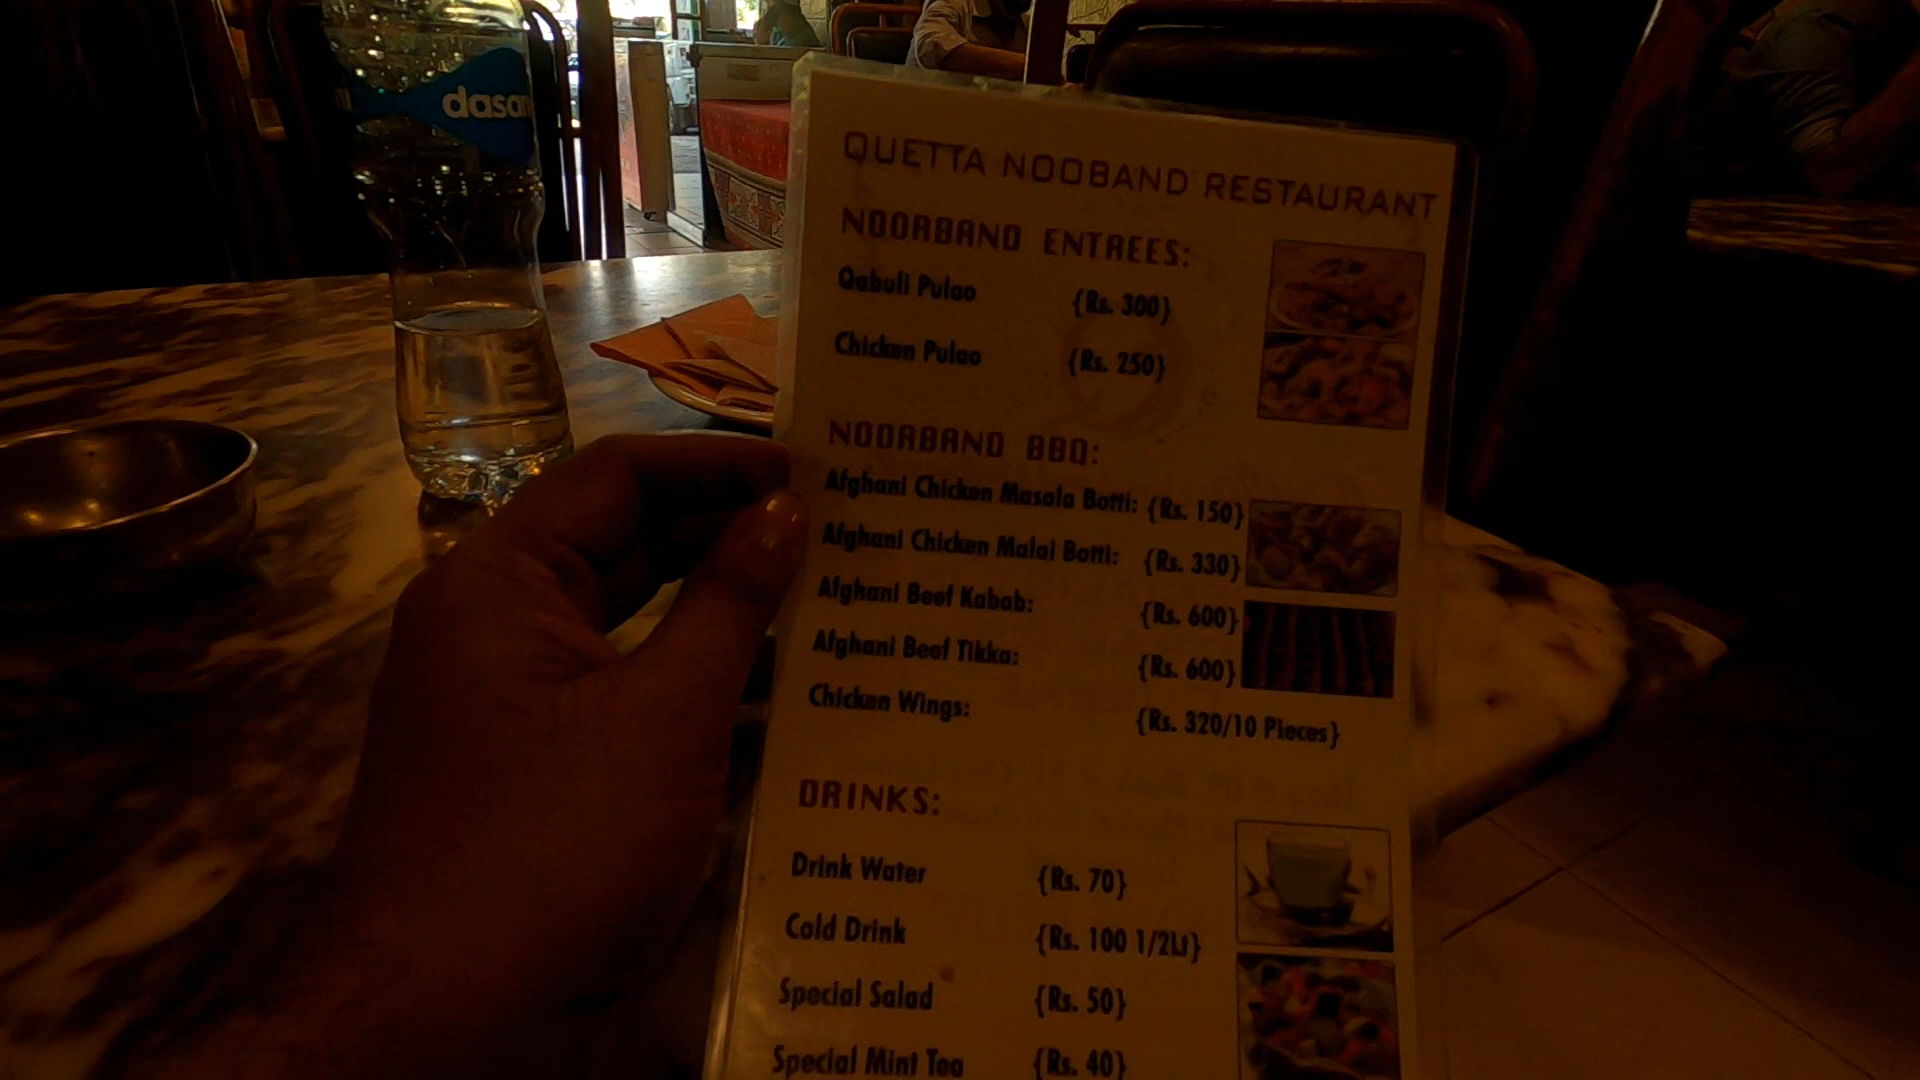 dasan
QUETTA NOOBAND RESTAURANT
NOORBAND ENTREES:
Qabuli Pulao {Rs. 300}
Chicken Pulao {Rs. 250}
NOORBAND BBQ:
Afghani Chicken Masala Botti: {Rs. 150}
Afghani Chicken Malai Botti: {Rs. 330}
Afghani Beef Kabab: {Rs. 600}
Afghani Beef Tikka: {Rs. 600}
Chicken Wings: {Rs. 320/10 Pieces}
DRINKS:
Drink Water {Rs. 70}
Cold Drink {Rs. 100 1/2Lt}
Special Salad {Rs. 50}
Special Mint Tea {Rs. 40}